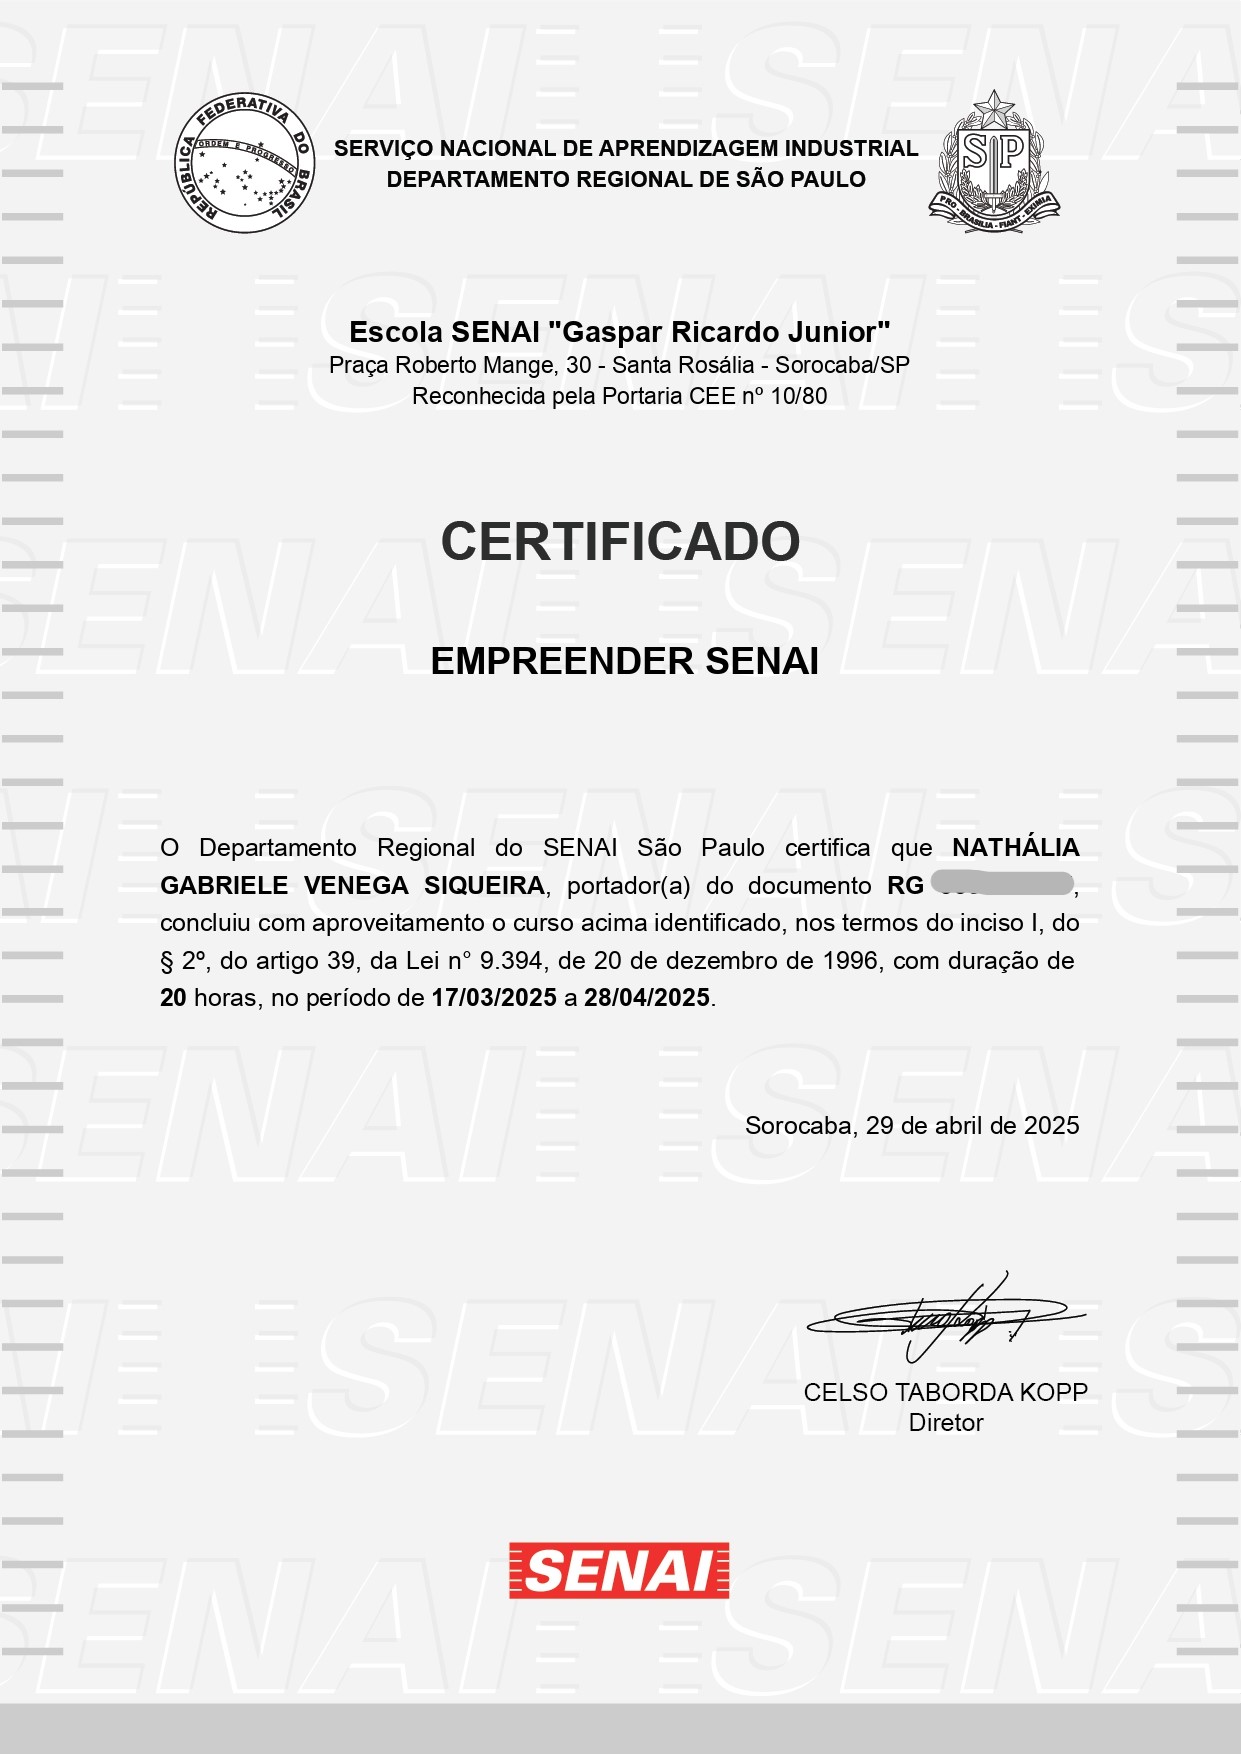 REPÚBLICA FEDERATIVA DO BRASIL
ORDEM E PROGRESSO
SERVIÇO NACIONAL DE APRENDIZAGEM INDUSTRIAL
DEPARTAMENTO REGIONAL DE SÃO PAULO
SP
PRO - BRASILIA - FIANT - EXIMIA
Escola SENAI "Gaspar Ricardo Junior"
Praça Roberto Mange, 30 - Santa Rosália - Sorocaba/SP
Reconhecida pela Portaria CEE nº 10/80
CERTIFICADO
EMPREENDER SENAI
O Departamento Regional do SENAI São Paulo certifica que NATHÁLIA
GABRIELE VENEGA SIQUEIRA, portador(a) do documento RG ,
concluiu com aproveitamento o curso acima identificado, nos termos do inciso I, do
§ 2º, do artigo 39, da Lei n° 9.394, de 20 de dezembro de 1996, com duração de
20 horas, no período de 17/03/2025 a 28/04/2025.
Sorocaba, 29 de abril de 2025
CELSO TABORDA KOPP
Diretor
SENAI